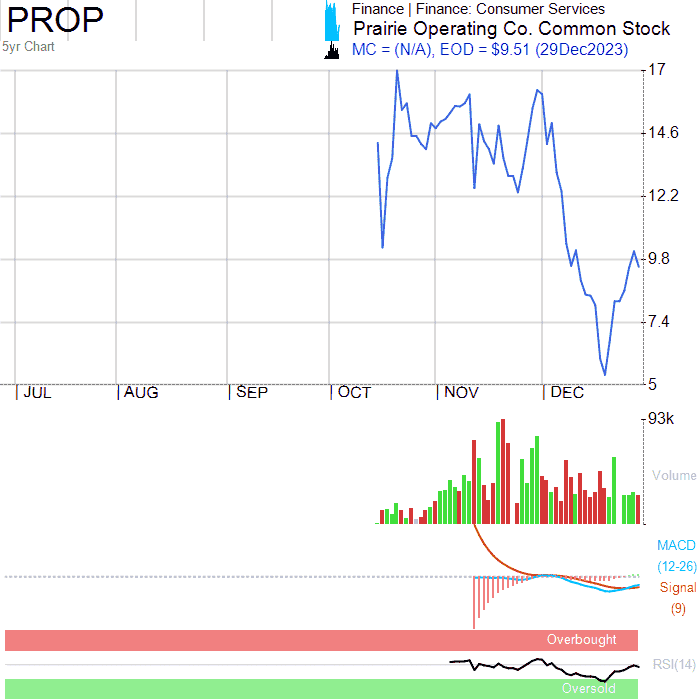 PROP
5yr Chart
Finance | Finance: Consumer Services
Prairie Operating Co. Common Stock
MC = (N/A), EOD = $9.51 (29Dec2023)
17
14.6
12.2
9.8
7.4
5
JUL AUG SEP OCT NOV DEC
93k
Volume
MACD
(12-26)
Signal
(9)
Overbought
RSI(14)
Oversold